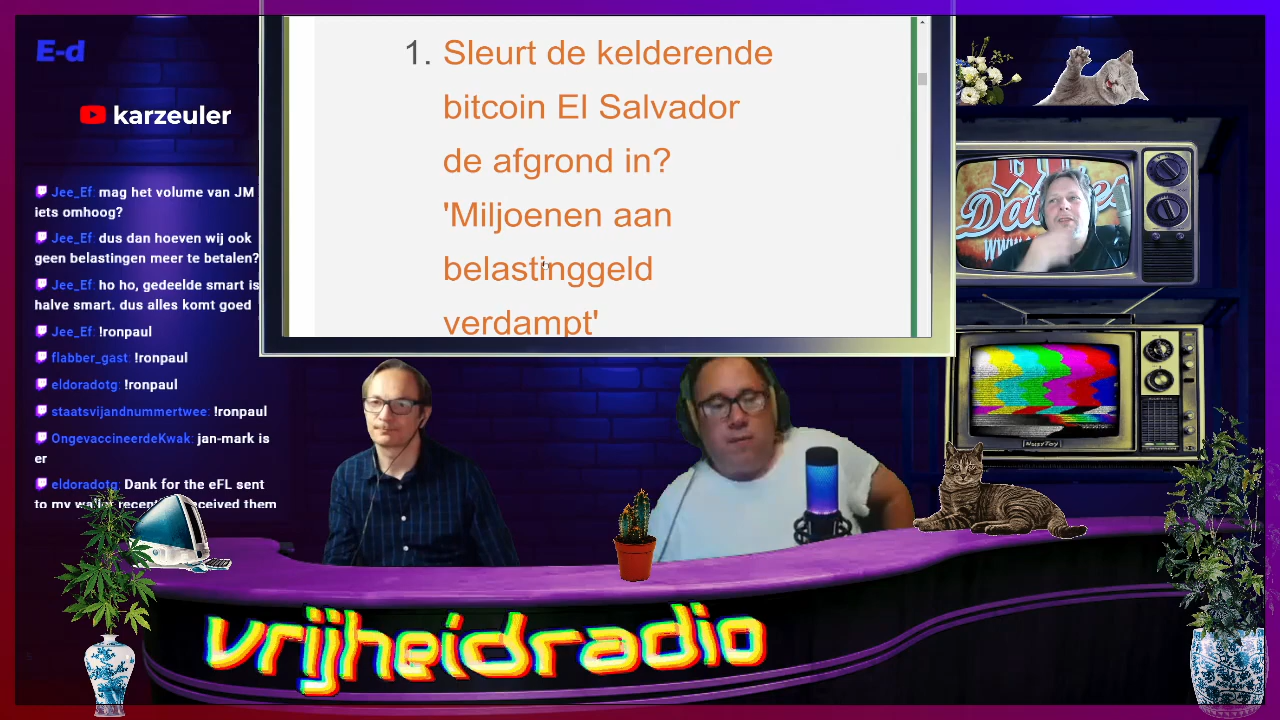 E-d
karzeuler
Jee_Ef: mag het volume van JM
iets omhoog?
Jee_Ef: dus dan hoeven wij ook
geen belastingen meer te betalen?
Jee_Ef: ho ho, gedeelde smart is
halve smart. dus alles komt goed
Jee_Ef: !ronpaul
flabber_gast: !ronpaul
eldoradotg: !ronpaul
staatsvijandnummertwee: !ronpaul
OngevaccineerdeKwak: jan-mark is
er
eldoradotg: Dank for the eFL sent
to my received them
1. Sleurt de kelderende
bitcoin El Salvador
de afgrond in?
'Miljoenen aan
belastinggeld
verdampt'
NustToy
vrijheidradio